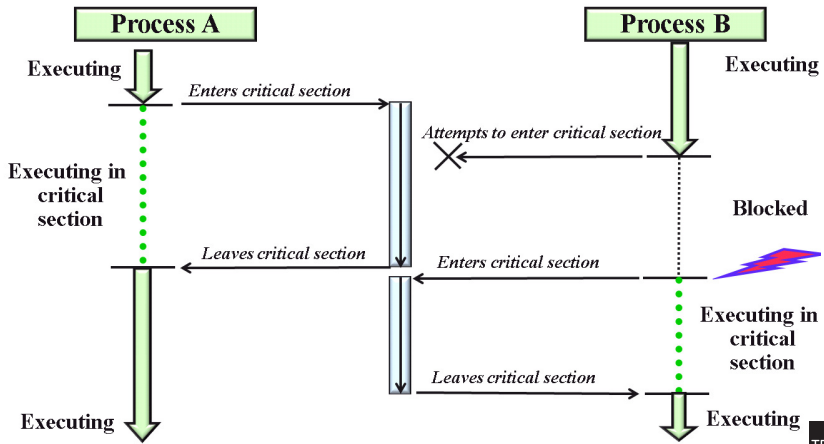 Process A
Process B
Executing
Executing
Enters critical section
Attempts to enter critical section
Executing in
critical
section
Blocked
Leaves critical section
Enters critical section
Executing in
critical
section
Leaves critical section
Executing
Executing